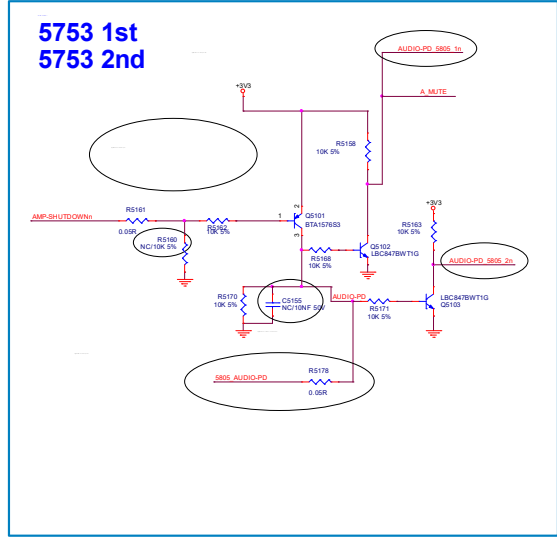 5753 1st
5753 2nd
AUDIO-PD_5805_1n
+3V3
A_MUTE
R5158
10K 5%
+3V3
R5161
2
Q5101
BTA1576S3
R5163
10K 5%
AMP-SHUTDOWNn
R5162
1
0.05R
10K 5%
3
R5160
NC/10K 5%
Q5102
LBC847BWT1G
R5168
10K 5%
AUDIO-PD_5805_2n
R5170
10K 5%
C5155
NC/10NF 50V
AUDIO-PD
R5171
10K 5%
LBC847BWT1G
Q5103
5805_AUDIO-PD
R5178
0.05R